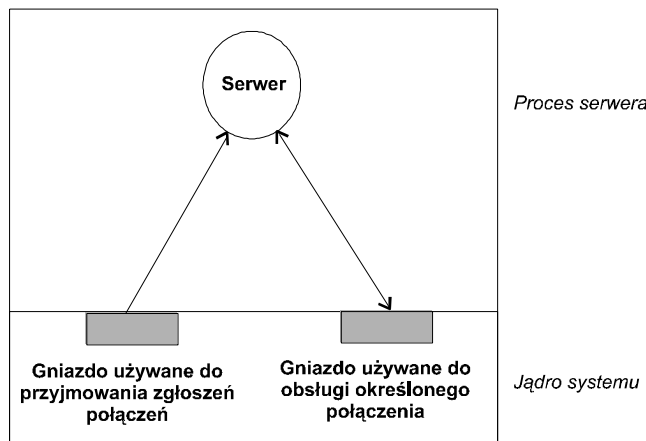 Serwer
Proces serwera
Gniazdo używane do
przyjmowania zgłoszeń
połączeń
Gniazdo używane do
obsługi określonego
połączenia
Jądro systemu